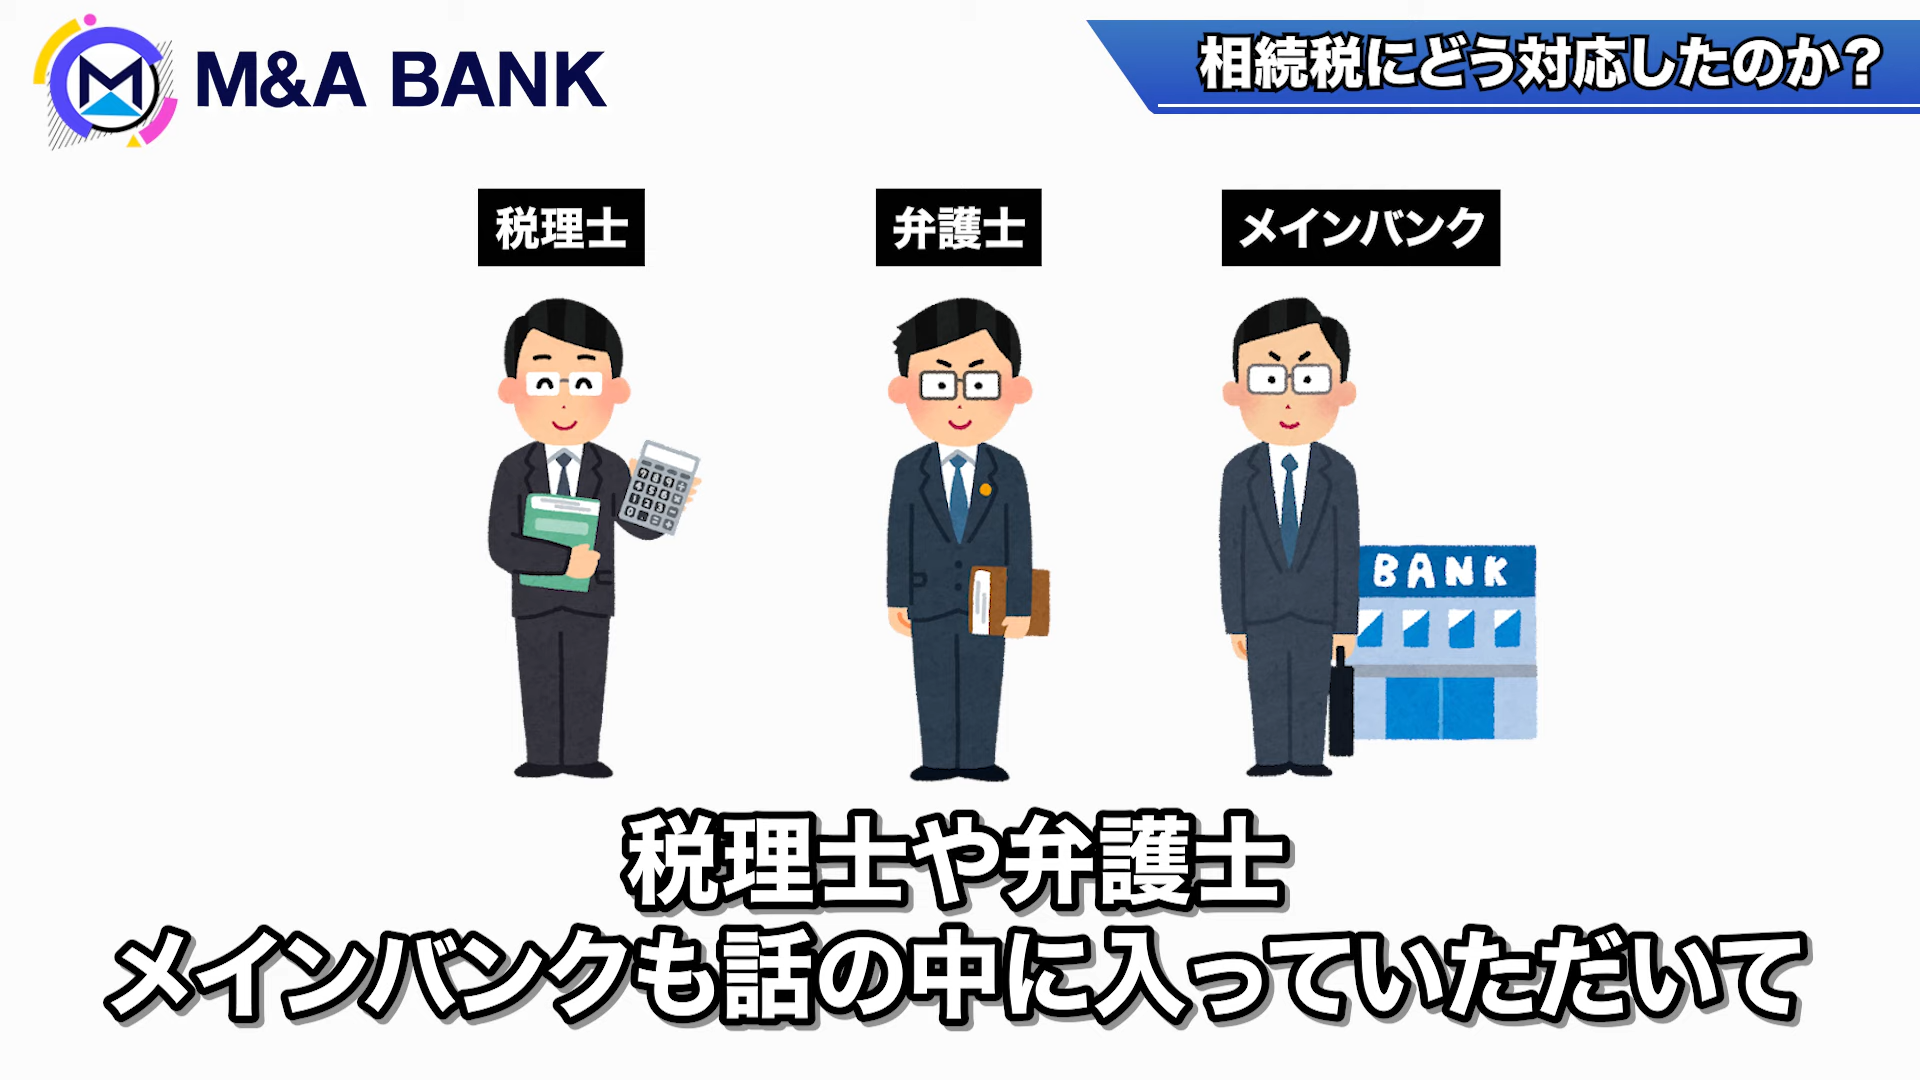 M&A BANK
相続税にどう対応したのか？
税理士
弁護士
メインバンク
BANK
税理士や弁護士
メインバンクも話の中に入っていただいて